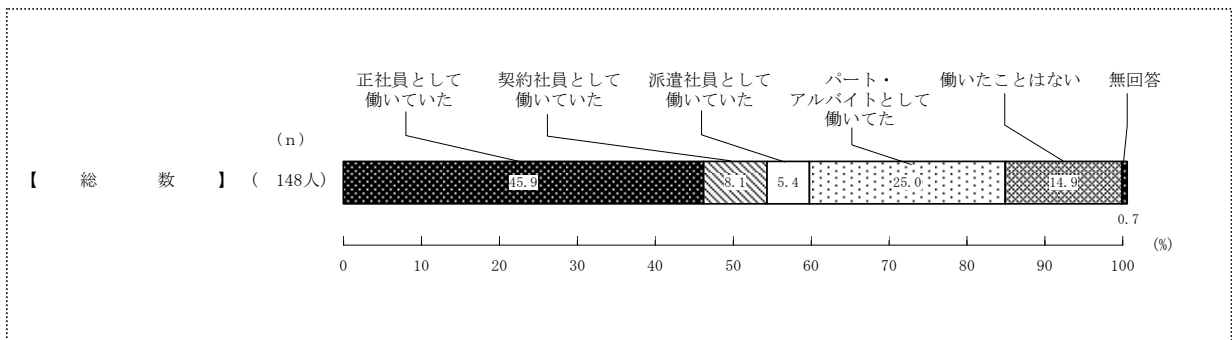 正社員として
働いていた
契約社員として
働いていた
派遣社員として
働いていた
パート・
アルバイトとして
働いてた
働いたことはない
無回答
（n）
【　総　数　】（ 148人）
45.9
8.1
5.4
25.0
14.9
0.7
(%)
0 10 20 30 40 50 60 70 80 90 100